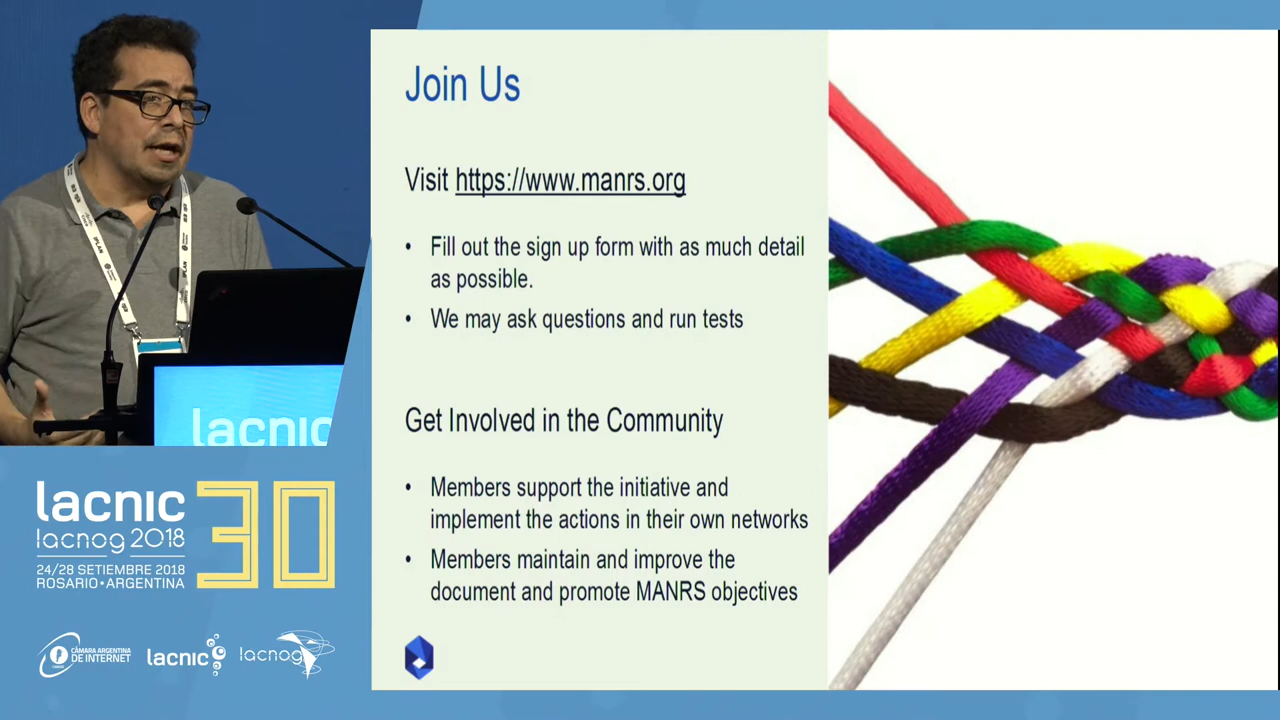 Join Us
Visit https://www.manrs.org
• Fill out the sign up form with as much detail
as possible.
• We may ask questions and run tests
Get Involved in the Community
• Members support the initiative and
implement the actions in their own networks
• Members maintain and improve the
document and promote MANRS objectives
lacnic
lacnic 30
lacnog 2018
24/28 SETIEMBRE 2018
ROSARIO•ARGENTINA
CÁMARA ARGENTINA
DE INTERNET
lacnic
lacnog